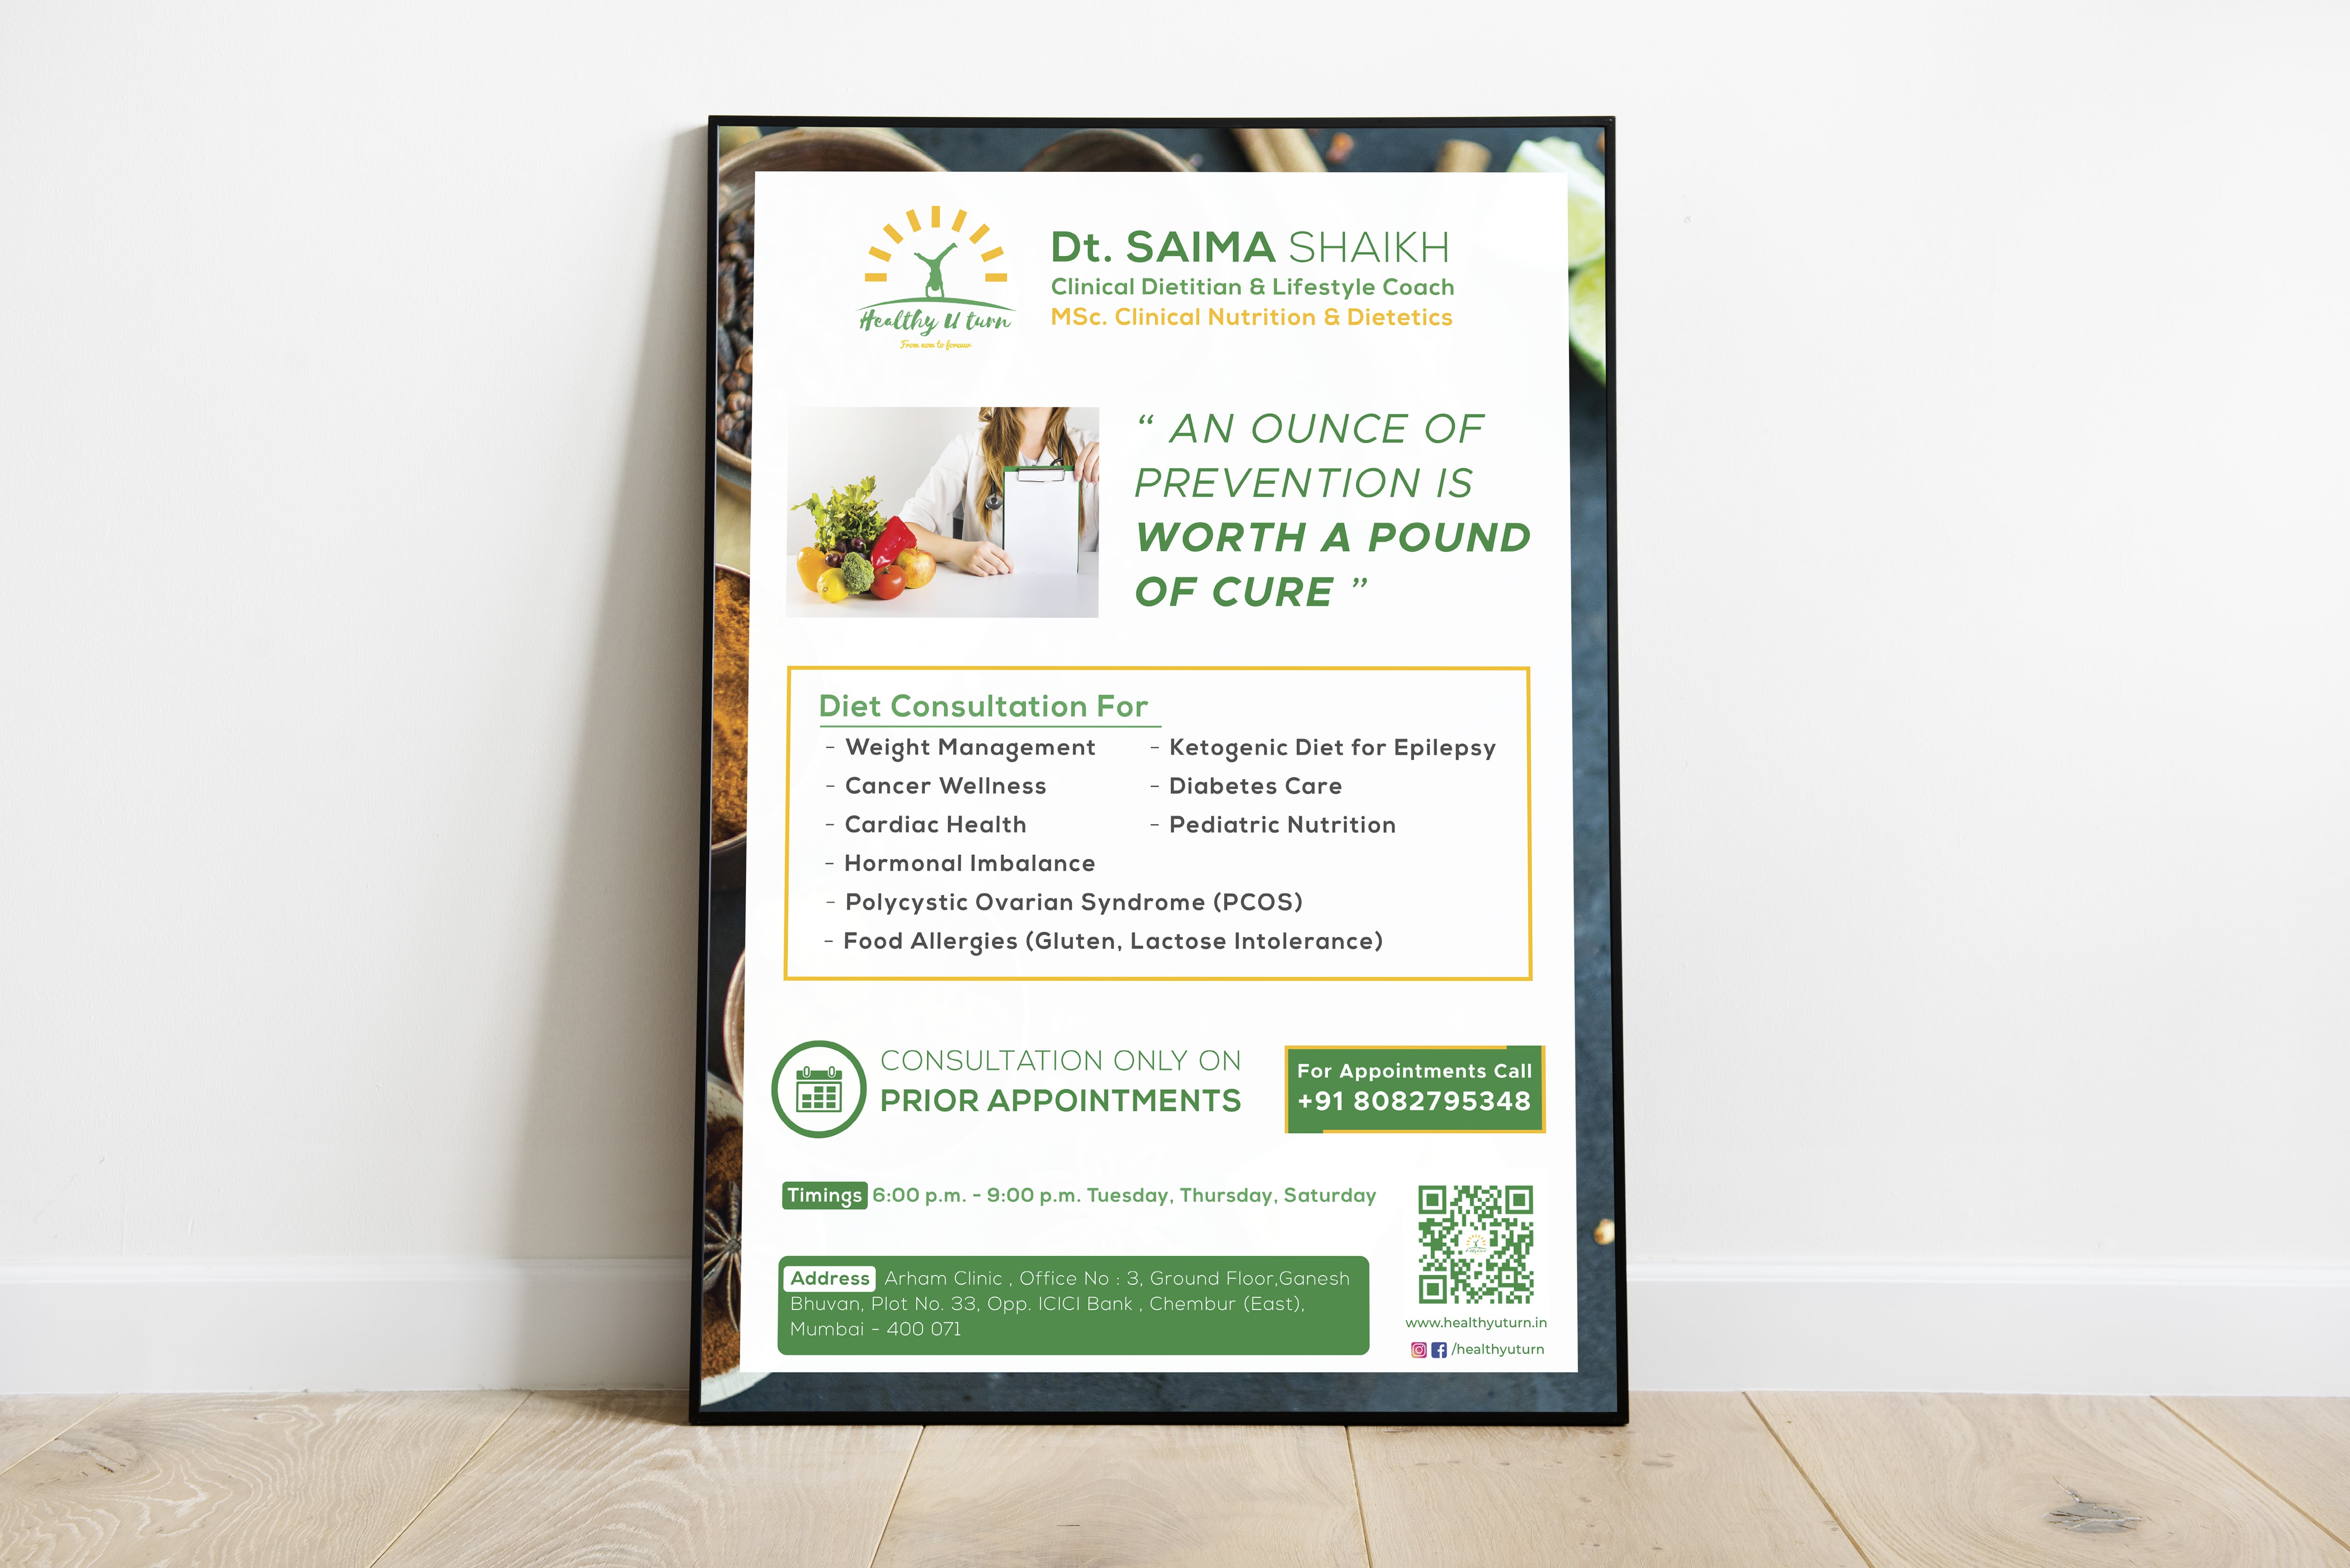 Healthy U turn
From now to forever
Dt. SAIMA SHAIKH
Clinical Dietitian & Lifestyle Coach
MSc. Clinical Nutrition & Dietetics
“ AN OUNCE OF
PREVENTION IS
WORTH A POUND
OF CURE ”
Diet Consultation For
- Weight Management
- Cancer Wellness
- Cardiac Health
- Hormonal Imbalance
- Polycystic Ovarian Syndrome (PCOS)
- Food Allergies (Gluten, Lactose Intolerance)
- Ketogenic Diet for Epilepsy
- Diabetes Care
- Pediatric Nutrition
CONSULTATION ONLY ON
PRIOR APPOINTMENTS
For Appointments Call
+91 8082795348
Timings 6:00 p.m. - 9:00 p.m. Tuesday, Thursday, Saturday
Address Arham Clinic , Office No : 3, Ground Floor,Ganesh
Bhuvan, Plot No. 33, Opp. ICICI Bank , Chembur (East),
Mumbai - 400 071
www.healthyuturn.in
/healthyuturn